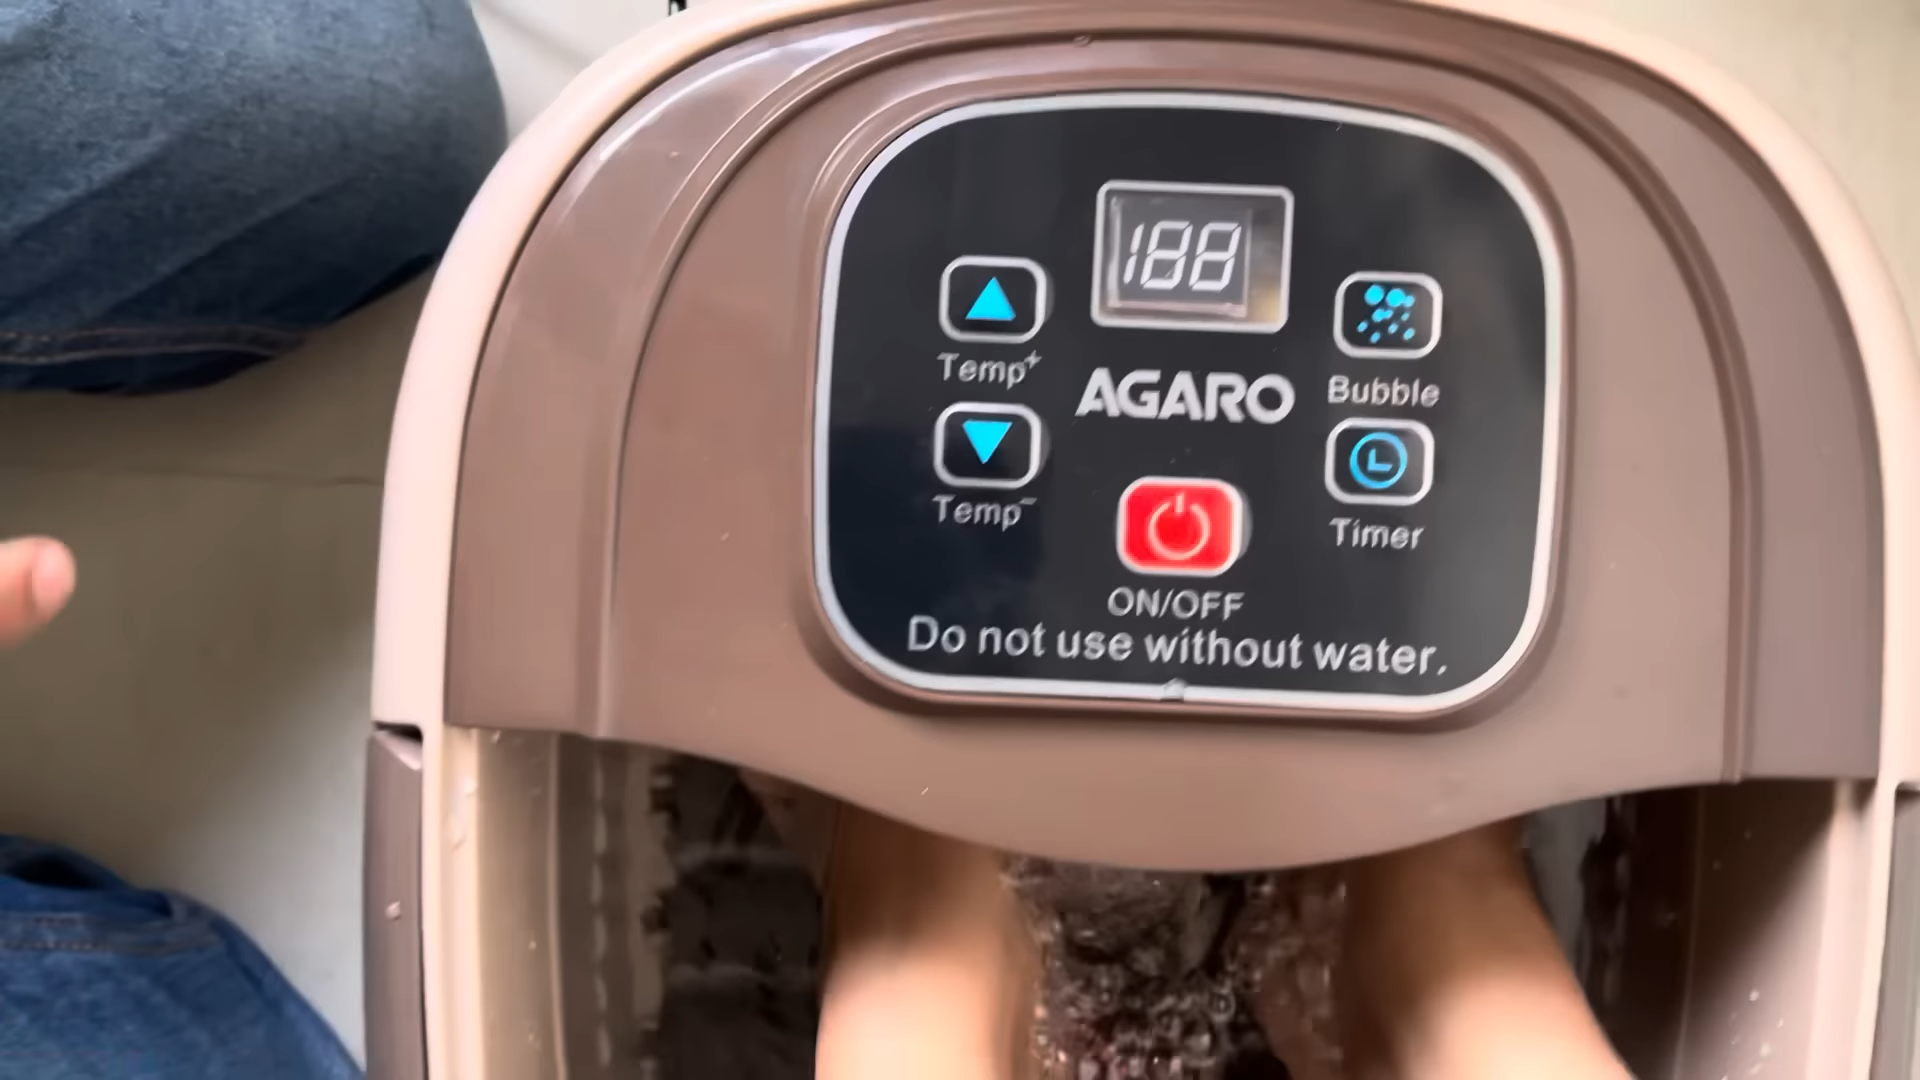 188
Temp+
Bubble
AGARO
Temp-
Timer
ON/OFF
Do not use without water.